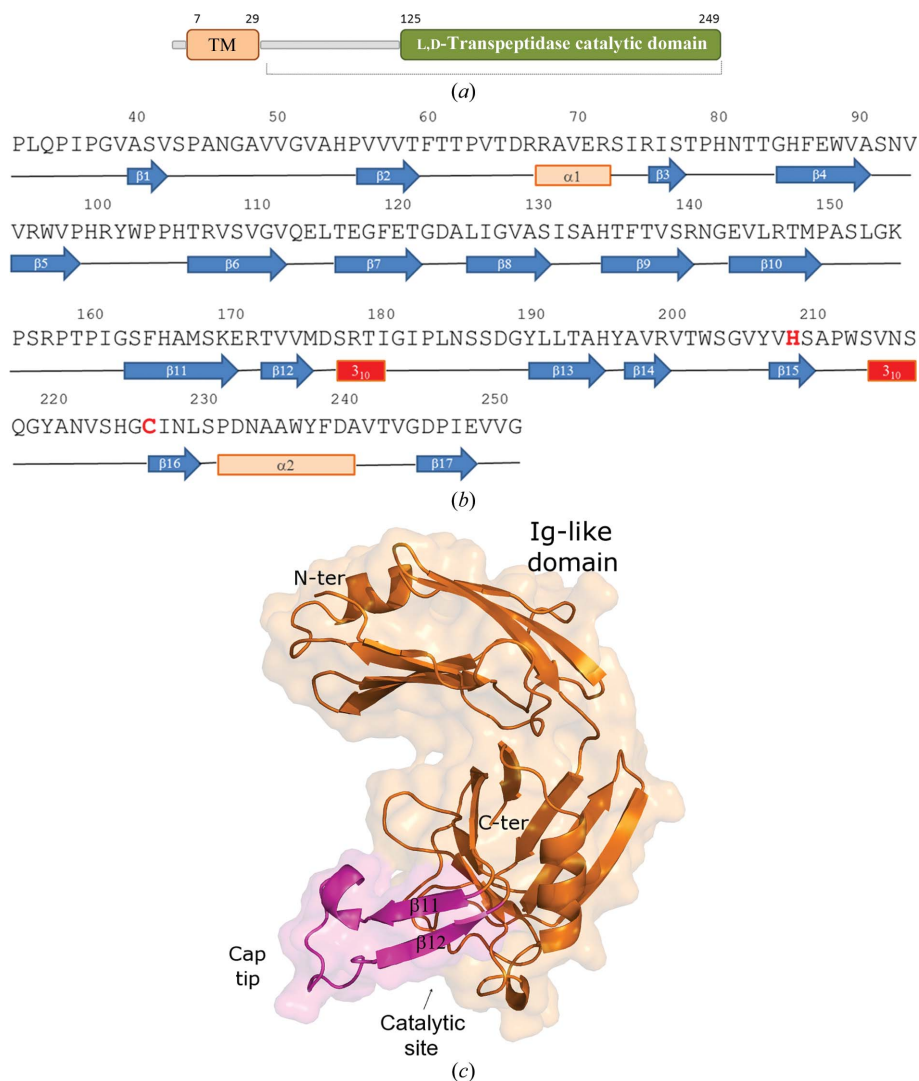 7 29 125 249
TM L,D-Transpeptidase catalytic domain
(a)
40 50 60 70 80 90
PLQPIPGVASVSPANGAVVGVAHPVVVTFTTPVTDRRAVERSIRISTPHNTTGHFEWVASNV
β1 β2 α1 β3 β4
100 110 120 130 140 150
VRWVPHRYWPPHTRVSVGVQELTEGFETGDALIGVASISAHTFTVSRNGEVLRTMPASLGK
β5 β6 β7 β8 β9 β10
160 170 180 190 200 210
PSRPTPIGSFHAMSKERTVVMDSRTIGIPLNSSDGYLLTAHYAVRVTWSGVYVHSAPWSVNS
β11 β12 3₁₀ β13 β14 β15 3₁₀
220 230 240 250
QGYANVSHGCINLSPDNAAWYFDAVTVGDPIEVVG
β16 α2 β17
(b)
Ig-like
domain
N-ter
C-ter
β11
β12
Cap
tip
Catalytic
site
(c)